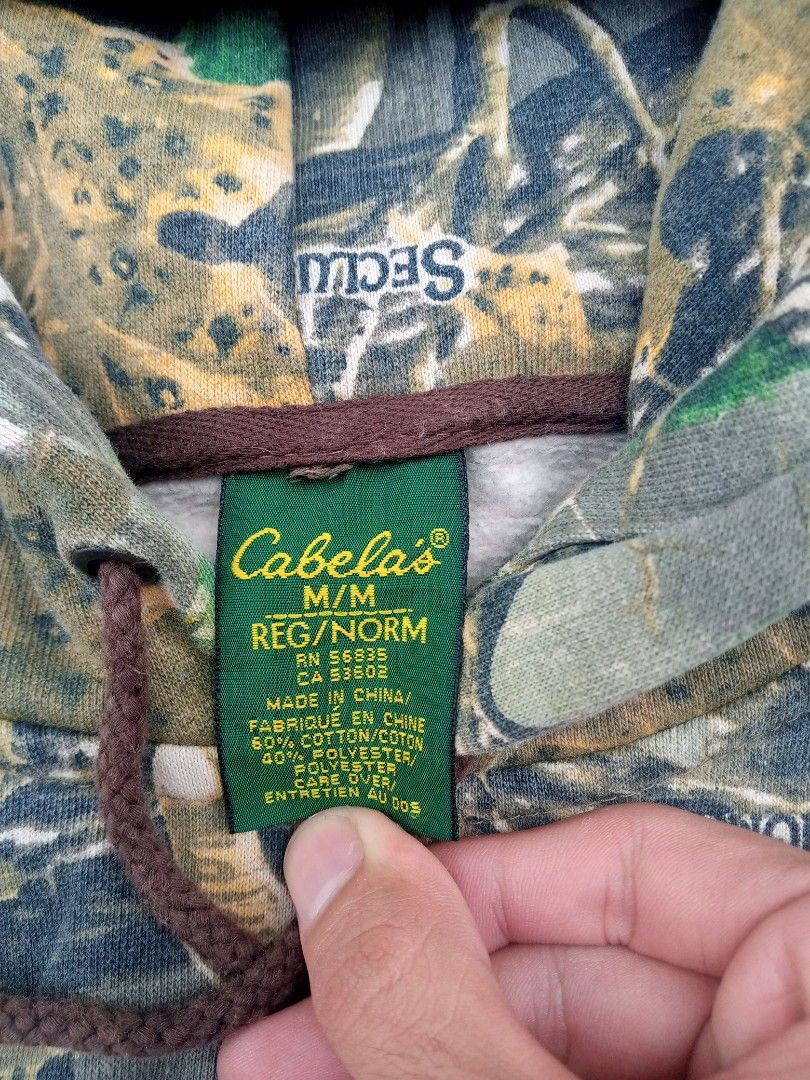 SECLU
Cabela's®
M/M
REG/NORM
RN 56835
CA 53602
MADE IN CHINA/
FABRIQUÉ EN CHINE
60% COTTON/COTON
40% POLYESTER/
POLYESTER
CARE OVER/
ENTRETIEN AU DOS